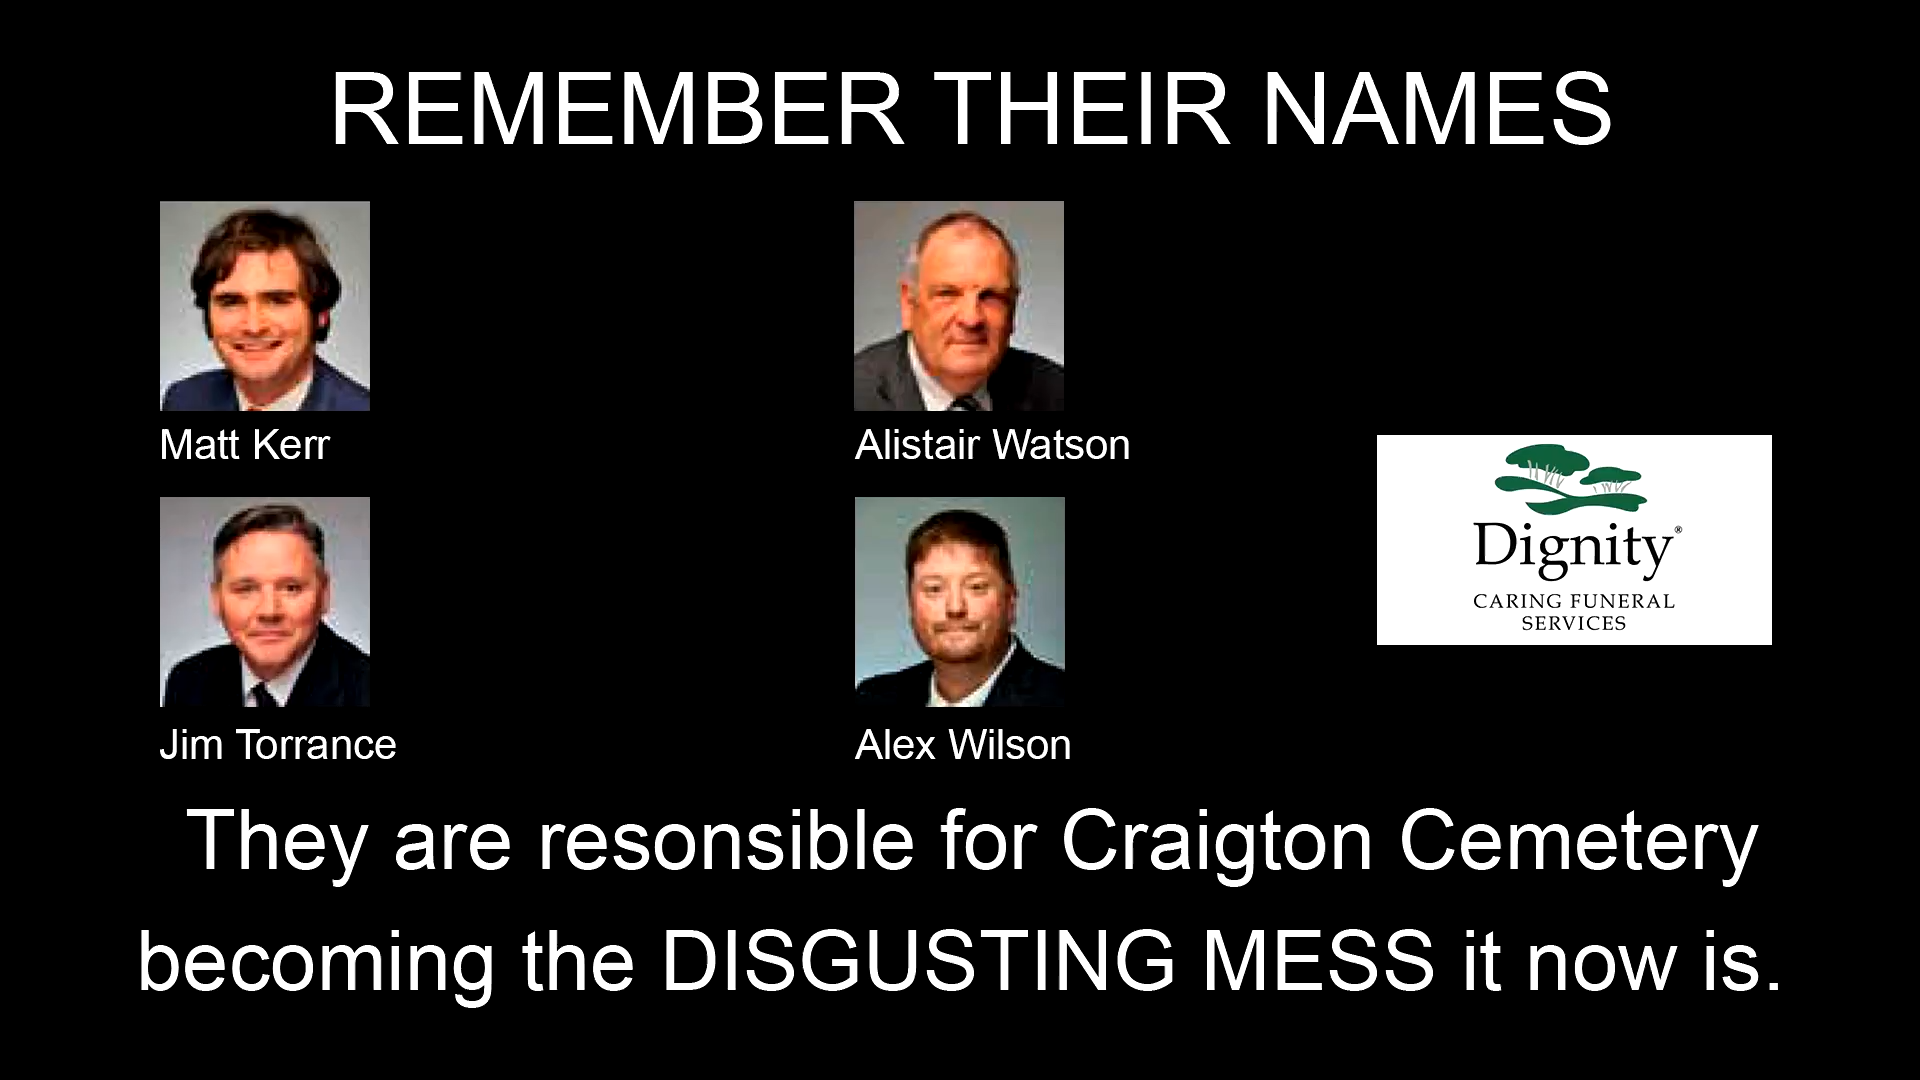 REMEMBER THEIR NAMES
Matt Kerr
Alistair Watson
Jim Torrance
Alex Wilson
Dignity®
CARING FUNERAL
SERVICES
They are resonsible for Craigton Cemetery
becoming the DISGUSTING MESS it now is.